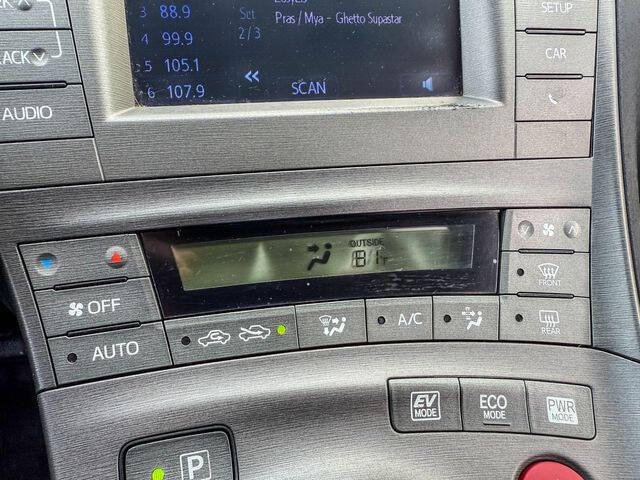 SETUP
3 88.9 Set Pras / Mya - Ghetto Supastar
4 99.9 2/3
CAR
5 105.1
6 107.9 SCAN
AUDIO
OUTSIDE
81F
OFF
FRONT
AUTO
A/C
REAR
EV MODE
ECO MODE
PWR MODE
P